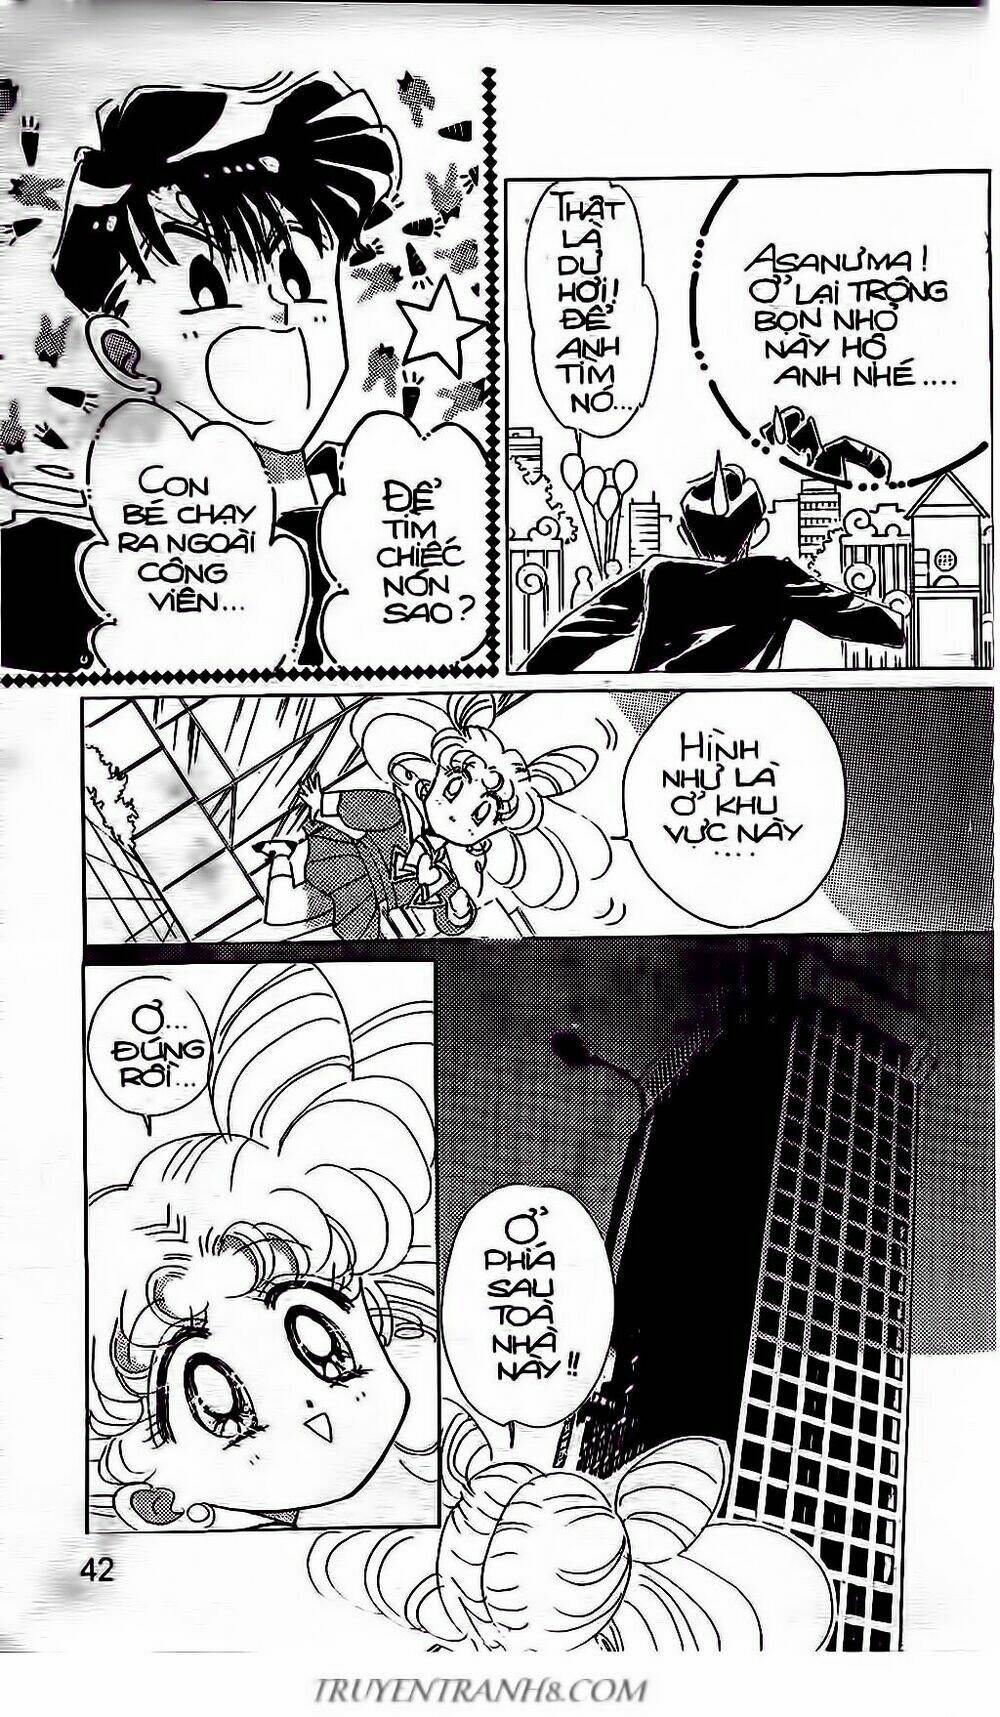 CON
BÉ CHẠY
RA NGOÀI
CÔNG
VIÊN...
ĐỂ
TÌM
CHIẾC
NÓN
SAO?
THẬT
LÀ
DƯ
HƠI!
ĐỂ
ANH
TÌM
NÓ...
ASANƯMA!
Ở LẠI TRÔNG
BỌN NHỎ
NÀY HỘ
ANH NHÉ....
HÌNH
NHƯ LÀ
Ở KHU
VỰC NÀY
....
Ơ...
ĐÚNG
RỒI...
Ở
PHÍA
SAU
TOÀ
NHÀ
NÀY!!
42
TRUYENTRANH8.COM